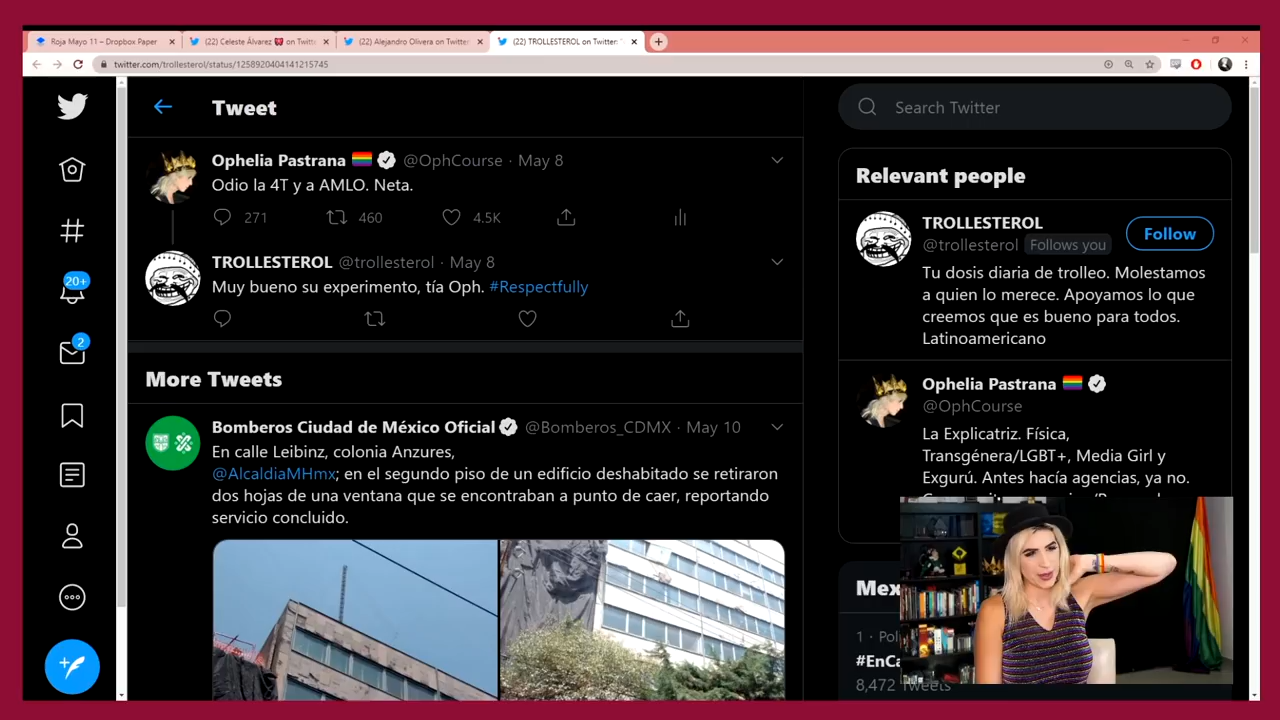 Roja Mayo 11 – Dropbox Paper
(22) Celeste Álvarez 👹 on Twitt
(22) Alejandro Olivera on Twitter
(22) TROLLESTEROL on Twitter: "
twitter.com/trollesterol/status/1258920404141215745
Tweet
Search Twitter
Ophelia Pastrana 🏳️‍🌈 @OphCourse · May 8
Odio la 4T y a AMLO. Neta.
271 460 4.5K
TROLLESTEROL @trollesterol · May 8
Muy bueno su experimento, tía Oph. #Respectfully
20+
2
More Tweets
Bomberos Ciudad de México Oficial @Bomberos_CDMX · May 10
En calle Leibinz, colonia Anzures,
@AlcaldiaMHmx; en el segundo piso de un edificio deshabitado se retiraron
dos hojas de una ventana que se encontraban a punto de caer, reportando
servicio concluido.
Relevant people
TROLLESTEROL
@trollesterol Follows you
Follow
Tu dosis diaria de trolleo. Molestamos
a quien lo merece. Apoyamos lo que
creemos que es bueno para todos.
Latinoamericano
Ophelia Pastrana 🏳️‍🌈
@OphCourse
La Explicatriz. Física,
Transgénera/LGBT+, Media Girl y
Exgurú. Antes hacía agencias, ya no.
Mex
1 · Pol
#EnCa
8,472 Tweets